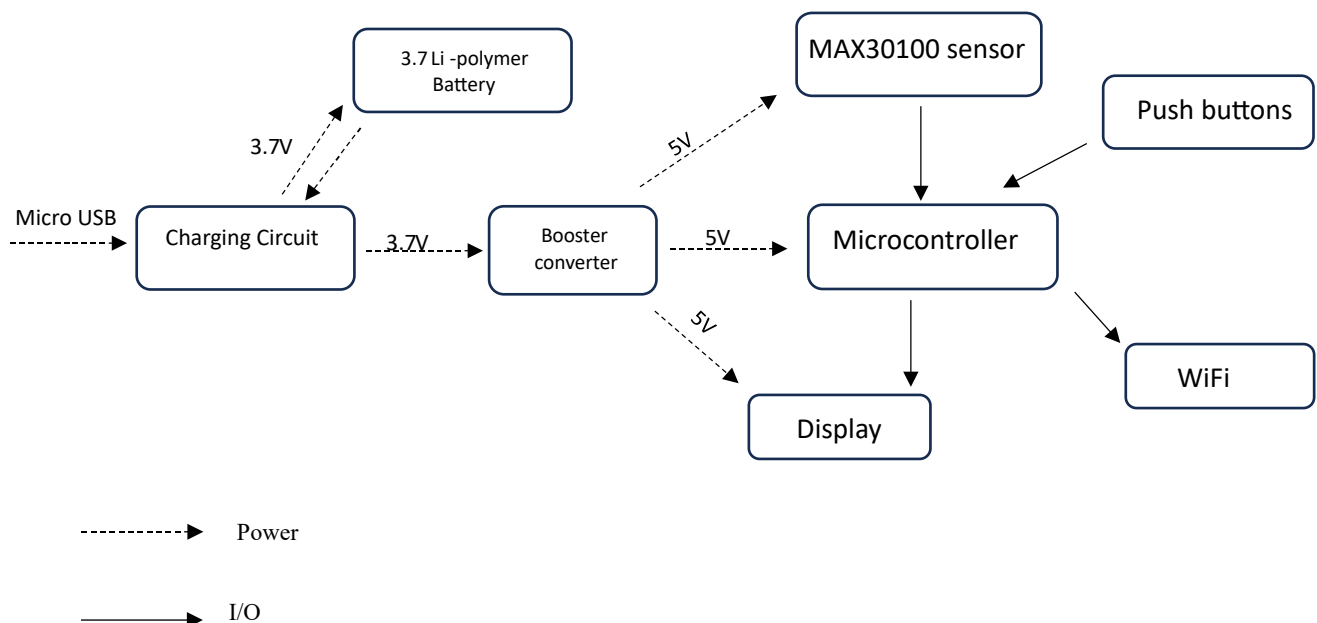 3.7 Li -polymer
Battery
MAX30100 sensor
Push buttons
3.7V
5V
Micro USB
Charging Circuit
3.7V
Booster
converter
5V
Microcontroller
5V
WiFi
Display
Power
I/O